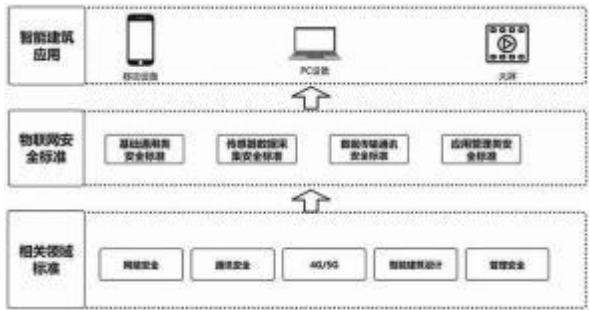 智能建筑
应用
移动设备
PC设备
大屏
物联网安
全标准
基础通用类
安全标准
传感器数据采
集安全标准
数据传输通讯
安全标准
应用管理类安
全标准
相关领域
标准
网络安全
通讯安全
4G/5G
智能建筑设计
管理安全